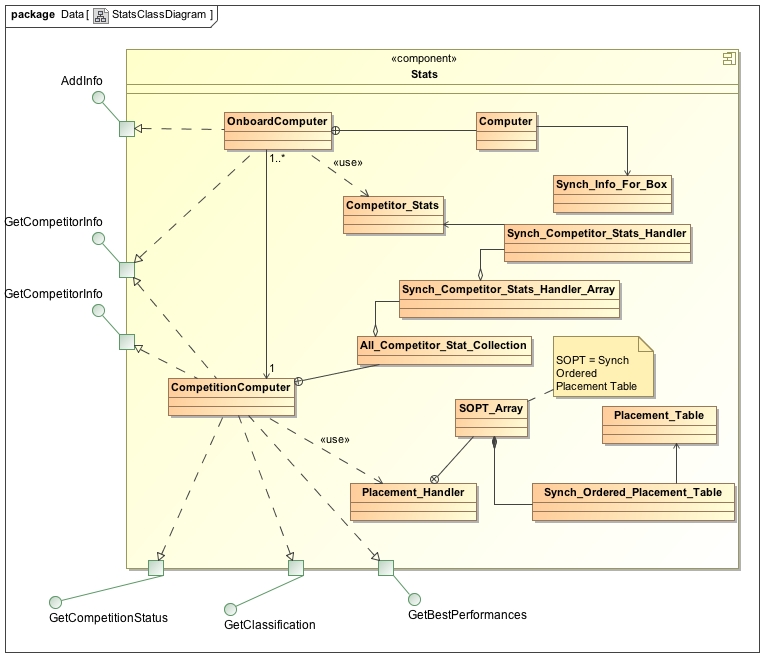 package Data [ StatsClassDiagram ]
«component»
Stats
AddInfo
OnboardComputer
Computer
1..*
«use»
Synch_Info_For_Box
Competitor_Stats
GetCompetitorInfo
Synch_Competitor_Stats_Handler
GetCompetitorInfo
Synch_Competitor_Stats_Handler_Array
All_Competitor_Stat_Collection
SOPT = Synch
Ordered
Placement Table
1
CompetitionComputer
SOPT_Array
Placement_Table
«use»
Placement_Handler
Synch_Ordered_Placement_Table
GetCompetitionStatus
GetClassification
GetBestPerformances